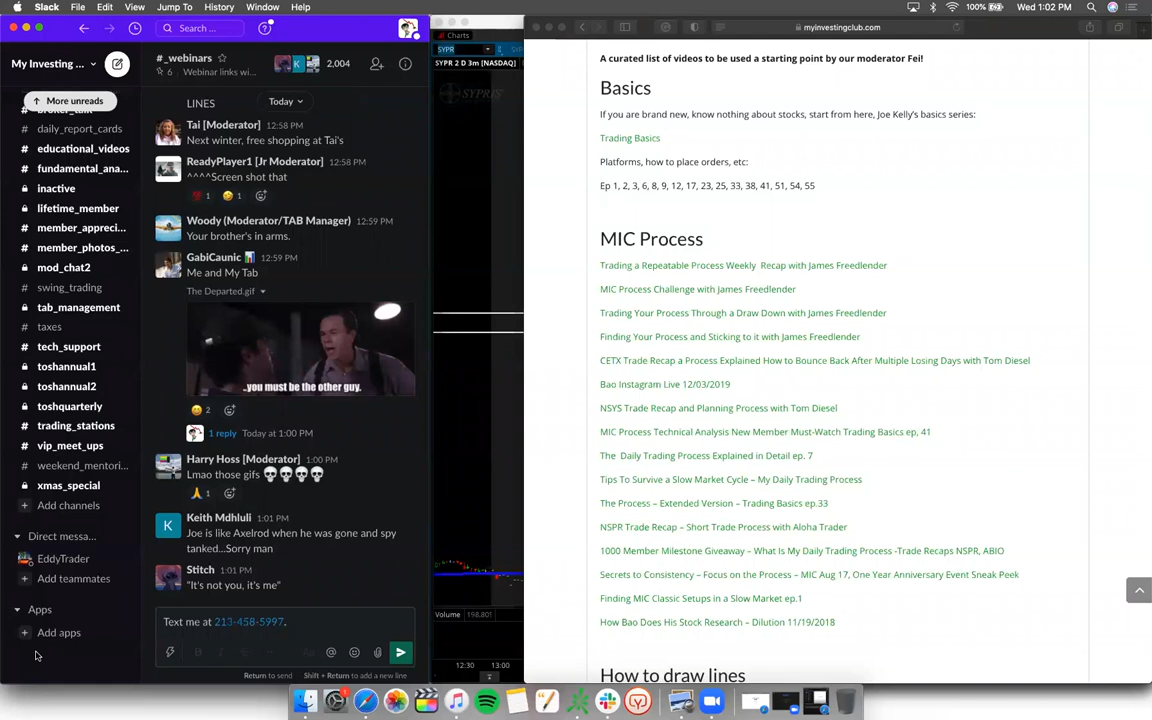 Slack File Edit View Go Jump To History Window Help
100% Wed 1:02 PM
Search ...
myinvestingclub.com
My Investing ...
More unreads
daily_report_cards
educational_videos
fundamental_ana...
inactive
lifetime_member
member_appreci...
member_photos_...
mod_chat2
swing_trading
tab_management
taxes
tech_support
toshannual1
toshannual2
toshquarterly
trading_stations
vip_meet_ups
weekend_mentori...
xmas_special
+ Add channels
Direct messa...
EddyTrader
+ Add teammates
Apps
+ Add apps
#_webinars
6 Webinar links wi...
2,004
LINES
Today
Tai [Moderator] 12:58 PM
Next winter, free shopping at Tai's
ReadyPlayer1 [Jr Moderator] 12:58 PM
^^^^Screen shot that
1 1
Woody (Moderator/TAB Manager) 12:59 PM
Your brother's in arms.
GabiCaunic 12:59 PM
Me and My Tab
The Departed.gif
..you must be the other guy.
2
1 reply Today at 1:00 PM
Harry Hoss [Moderator] 1:00 PM
Lmao those gifs
1
K
Keith Mdhluli 1:01 PM
Joe is like Axelrod when he was gone and spy
tanked...Sorry man
Stitch 1:01 PM
"It's not you, it's me"
Text me at 213-458-5997.
Return to send Shift + Return to add a new line
Charts
SYPR
SYPR 2 D 3m [NASDAQ]
SYPRIS
Volume 198.805
12:30 13:00
A curated list of videos to be used a starting point by our moderator Fei!
Basics
If you are brand new, know nothing about stocks, start from here, Joe Kelly's basics series:
Trading Basics
Platforms, how to place orders, etc:
Ep 1, 2, 3, 6, 8, 9, 12, 17, 23, 25, 33, 38, 41, 51, 54, 55
MIC Process
Trading a Repeatable Process Weekly Recap with James Freedlender
MIC Process Challenge with James Freedlender
Trading Your Process Through a Draw Down with James Freedlender
Finding Your Process and Sticking to it with James Freedlender
CETX Trade Recap a Process Explained How to Bounce Back After Multiple Losing Days with Tom Diesel
Bao Instagram Live 12/03/2019
NSYS Trade Recap and Planning Process with Tom Diesel
MIC Process Technical Analysis New Member Must-Watch Trading Basics ep, 41
The Daily Trading Process Explained in Detail ep. 7
Tips To Survive a Slow Market Cycle – My Daily Trading Process
The Process – Extended Version – Trading Basics ep.33
NSPR Trade Recap – Short Trade Process with Aloha Trader
1000 Member Milestone Giveaway – What Is My Daily Trading Process -Trade Recaps NSPR, ABIO
Secrets to Consistency – Focus on the Process – MIC Aug 17, One Year Anniversary Event Sneak Peek
Finding MIC Classic Setups in a Slow Market ep.1
How Bao Does His Stock Research – Dilution 11/19/2018
How to draw lines